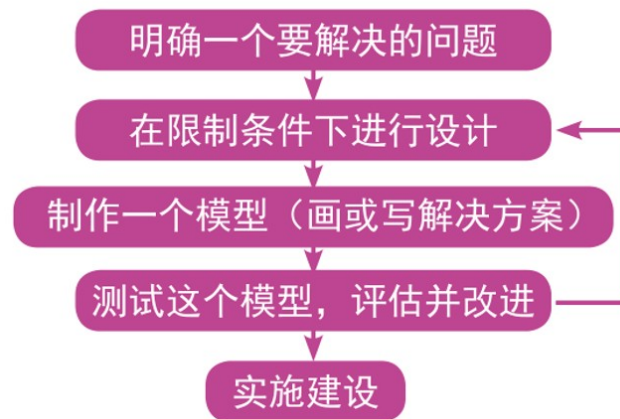 明确一个要解决的问题
在限制条件下进行设计
制作一个模型（画或写解决方案）
测试这个模型，评估并改进
实施建设